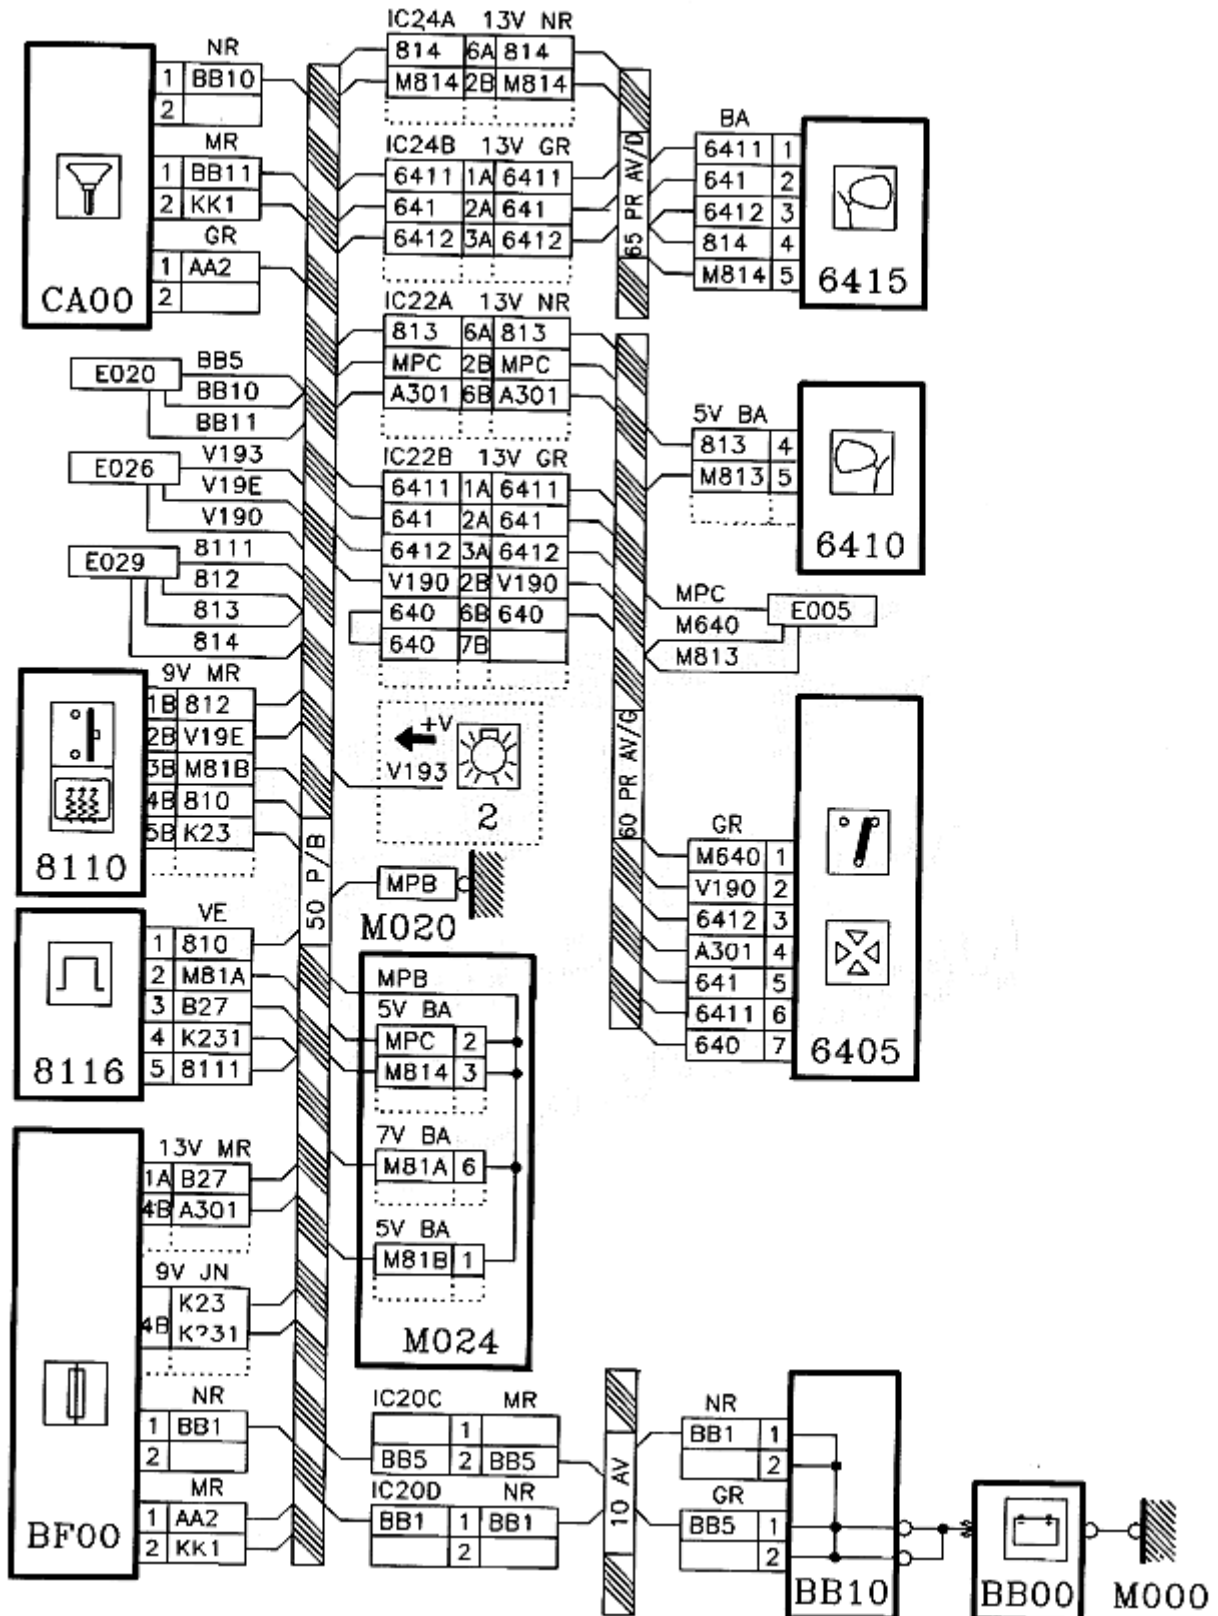 NR
1 BB10
2
MR
1 BB11
2 KK1
GR
1 AA2
2
CA00
E020
BB5
BB10
BB11
E026
V193
V19E
V190
E029
8111
812
813
814
9V MR
1B 812
2B V19E
3B M81B
4B 810
5B K23
8110
VE
1 810
2 M81A
3 B27
4 K231
5 8111
8116
13V MR
1A B27
4B A301
9V JN
K23
4B K231
NR
1 BB1
2
MR
1 AA2
2 KK1
BF00
50 P/B
IC24A 13V NR
814 6A 814
M814 2B M814
IC24B 13V GR
6411 1A 6411
641 2A 641
6412 3A 6412
IC22A 13V NR
813 6A 813
MPC 2B MPC
A301 6B A301
IC22B 13V GR
6411 1A 6411
641 2A 641
6412 3A 6412
V190 2B V190
640 6B 640
640 7B
+V
V193
2
MPB
M020
MPB
5V BA
MPC 2
M814 3
7V BA
M81A 6
5V BA
M81B 1
M024
IC20C MR
1
BB5 2 BB5
IC20D NR
BB1 1 BB1
2
65 PR AV/D
60 PR AV/G
10 AV
BA
6411 1
641 2
6412 3
814 4
M814 5
6415
5V BA
813 4
M813 5
6410
MPC
M640
M813
E005
GR
M640 1
V190 2
6412 3
A301 4
641 5
6411 6
640 7
6405
NR
BB1 1
2
GR
BB5 1
2
BB10
BB00
M000